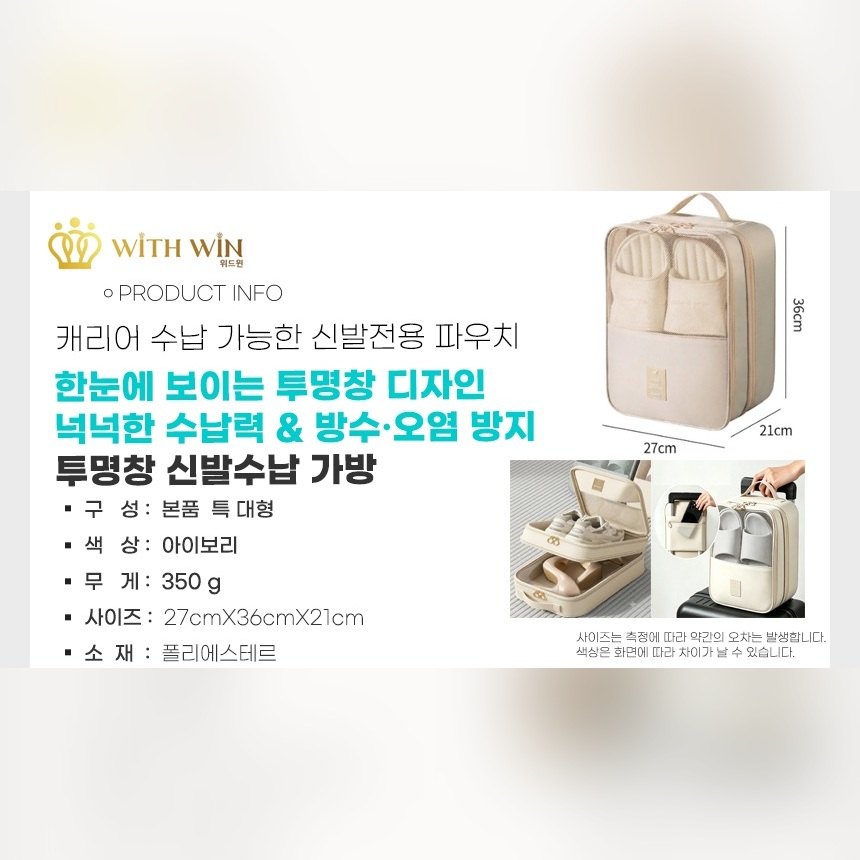 WITH WIN
위드윈
PRODUCT INFO
캐리어 수납 가능한 신발전용 파우치
한눈에 보이는 투명창 디자인
넉넉한 수납력 & 방수·오염 방지
투명창 신발수납 가방
▪ 구 성 : 본품 특 대형
▪ 색 상 : 아이보리
▪ 무 게 : 350 g
▪ 사이즈 : 27cmX36cmX21cm
▪ 소 재 : 폴리에스테르
36cm
21cm
27cm
사이즈는 측정에 따라 약간의 오차는 발생합니다.
색상은 화면에 따라 차이가 날 수 있습니다.